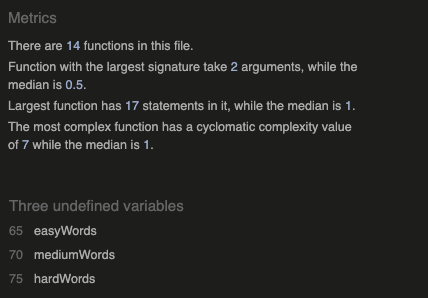 Metrics
There are 14 functions in this file.
Function with the largest signature take 2 arguments, while the
median is 0.5.
Largest function has 17 statements in it, while the median is 1.
The most complex function has a cyclomatic complexity value
of 7 while the median is 1.
Three undefined variables
65 easyWords
70 mediumWords
75 hardWords